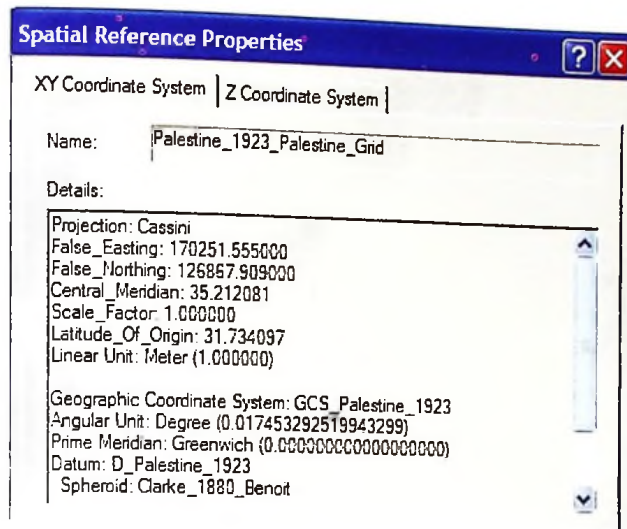 Spatial Reference Properties
XY Coordinate System Z Coordinate System
Name: Palestine_1923_Palestine_Grid
Details:
Projection: Cassini
False_Easting: 170251.555000
False_Northing: 126867.909000
Central_Meridian: 35.212081
Scale_Factor: 1.000000
Latitude_Of_Origin: 31.734097
Linear Unit: Meter (1.000000)
Geographic Coordinate System: GCS_Palestine_1923
Angular Unit: Degree (0.017453292519943299)
Prime Meridian: Greenwich (0.000000000000000000)
Datum: D_Palestine_1923
Spheroid: Clarke_1880_Benoit